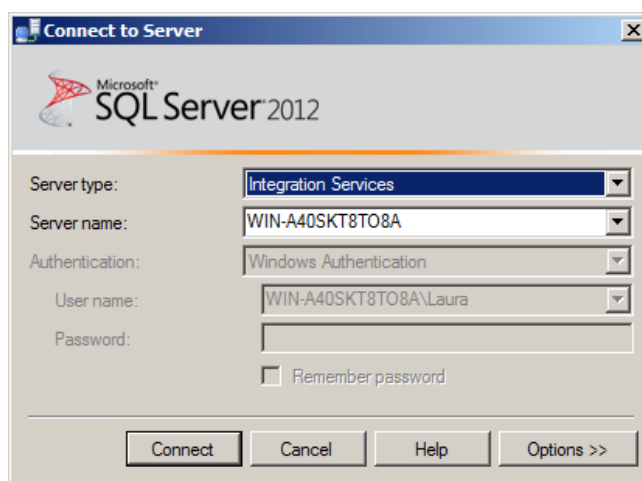 Connect to Server
Microsoft®
SQL Server® 2012
Server type: Integration Services
Server name: WIN-A40SKT8TO8A
Authentication: Windows Authentication
User name: WIN-A40SKT8TO8A\Laura
Password:
Remember password
Connect Cancel Help Options >>